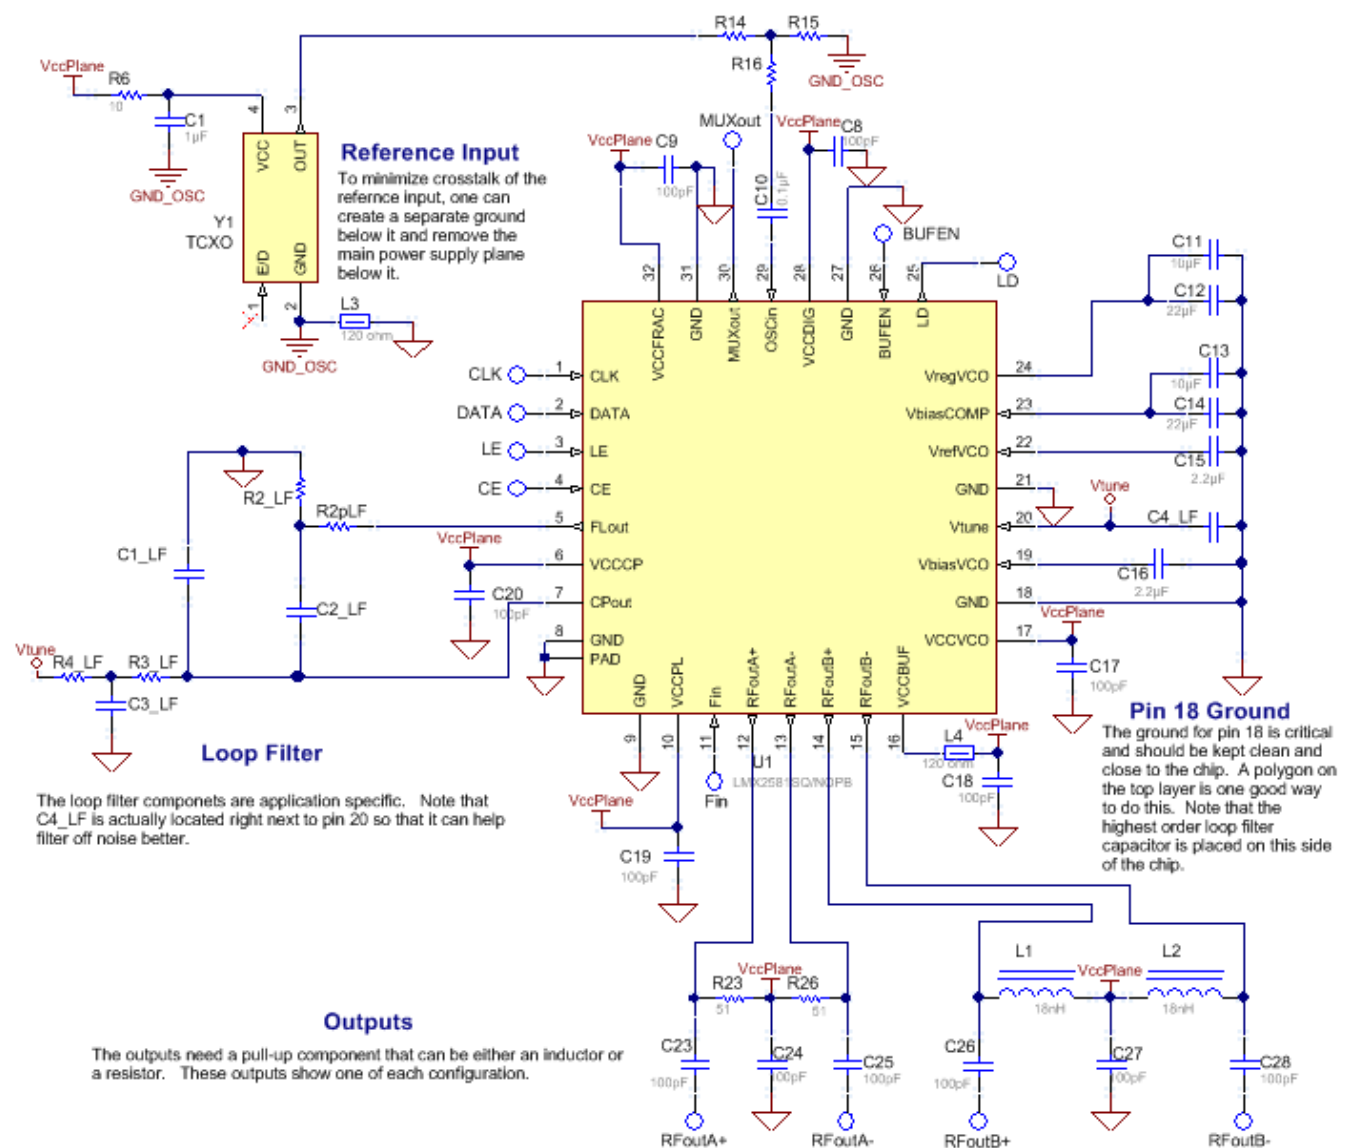 R14
R15
R16
GND_OSC
VccPlane
R6
10
C1
1µF
GND_OSC
4
3
VCC
OUT
Y1
TCXO
E/D
GND
1
2
L3
120 ohm
GND_OSC
Reference Input
To minimize crosstalk of the
refernce input, one can
create a separate ground
below it and remove the
main power supply plane
below it.
VccPlane
C9
100pF
MUXout
C10
0.1µF
VccPlane
C8
100pF
BUFEN
LD
32
31
30
29
28
27
26
25
VCCFRAC
GND
MUXout
OSCin
VCCDIG
GND
BUFEN
LD
CLK
1
CLK
DATA
2
DATA
LE
3
LE
CE
4
CE
5
FLout
6
VCCCP
7
CPout
8
GND
PAD
VccPlane
C20
100pF
VregVCO
24
VbiasCOMP
23
VrefVCO
22
GND
21
Vtune
20
VbiasVCO
19
GND
18
VCCVCO
17
C11
10µF
C12
22µF
C13
10µF
C14
22µF
C15
2.2µF
Vtune
C4_LF
C16
2.2µF
VccPlane
C17
100pF
R2_LF
R2pLF
C1_LF
C2_LF
Vtune
R4_LF
R3_LF
C3_LF
Loop Filter
The loop filter componets are application specific. Note that
C4_LF is actually located right next to pin 20 so that it can help
filter off noise better.
GND
VCCPL
Fin
RFoutA+
RFoutA-
RFoutB+
RFoutB-
VCCBUF
9
10
11
12
13
14
15
16
U1
LMX2581SQ/NOPB
Fin
VccPlane
C19
100pF
L4
120 ohm
VccPlane
C18
100pF
Pin 18 Ground
The ground for pin 18 is critical
and should be kept clean and
close to the chip. A polygon on
the top layer is one good way
to do this. Note that the
highest order loop filter
capacitor is placed on this side
of the chip.
Outputs
The outputs need a pull-up component that can be either an inductor or
a resistor. These outputs show one of each configuration.
VccPlane
R23
51
R26
51
C23
100pF
C24
100pF
C25
100pF
RFoutA+
RFoutA-
L1
18nH
VccPlane
L2
18nH
C26
100pF
C27
100pF
C28
100pF
RFoutB+
RFoutB-